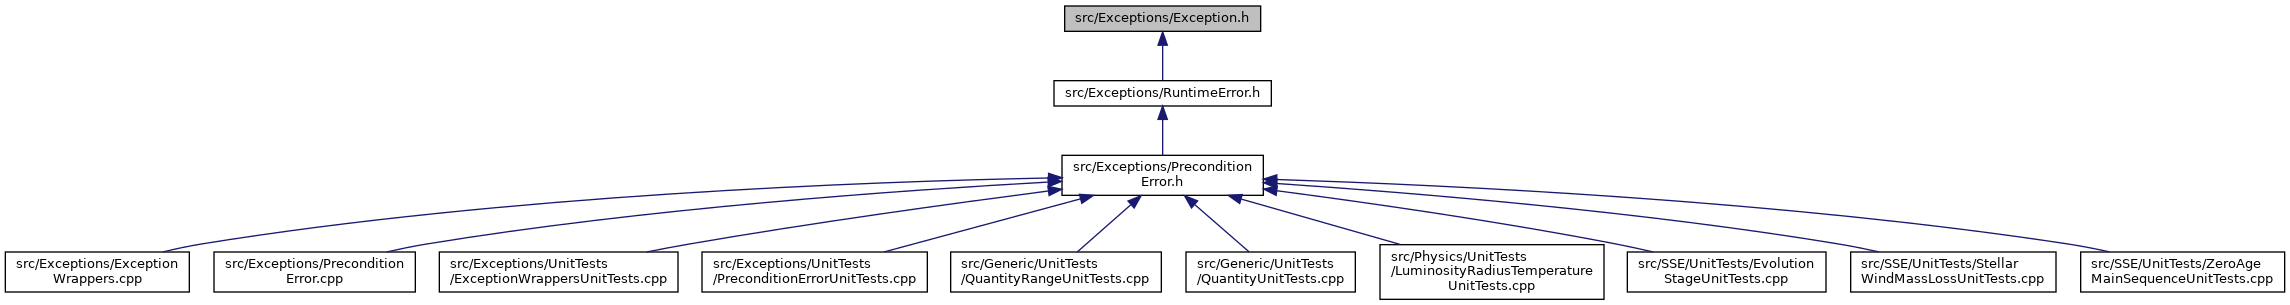 src/Exceptions/Exception.h
src/Exceptions/RuntimeError.h
src/Exceptions/Precondition
Error.h
src/Exceptions/Exception
Wrappers.cpp
src/Exceptions/Precondition
Error.cpp
src/Exceptions/UnitTests
/ExceptionWrappersUnitTests.cpp
src/Exceptions/UnitTests
/PreconditionErrorUnitTests.cpp
src/Generic/UnitTests
/QuantityRangeUnitTests.cpp
src/Generic/UnitTests
/QuantityUnitTests.cpp
src/Physics/UnitTests
/LuminosityRadiusTemperature
UnitTests.cpp
src/SSE/UnitTests/Evolution
StageUnitTests.cpp
src/SSE/UnitTests/Stellar
WindMassLossUnitTests.cpp
src/SSE/UnitTests/ZeroAge
MainSequenceUnitTests.cpp